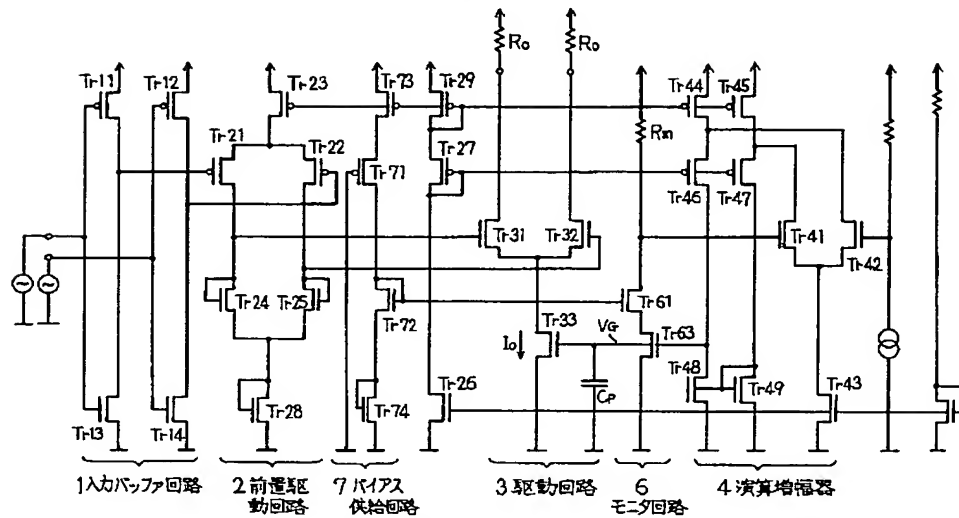 Ro
Ro
Tr11
Tr12
Tr23
Tr73
Tr29
Tr44
Tr45
Tr21
Tr22
Tr71
Tr27
Rm
Tr46
Tr47
Tr31
Tr32
Tr41
Tr42
Tr24
Tr25
Tr72
Tr61
Tr33
Io
VG
Tr63
CP
Tr48
Tr49
Tr43
Tr13
Tr14
Tr28
Tr74
Tr26
1入力バッファ回路
2 前置駆
動回路
7 バイアス
供給回路
3 駆動回路
6
モニタ回路
4 演算増幅器